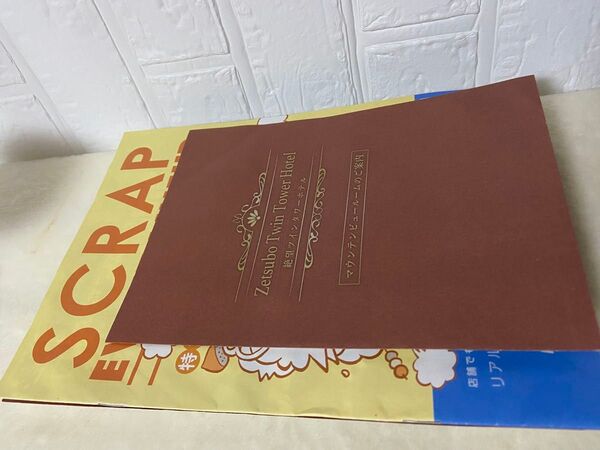 Zetsubo Twin Tower Hotel
絶望ツインタワーホテル
マウンテンビュールームのご案内
SCRAP
特
店舗で
リアル